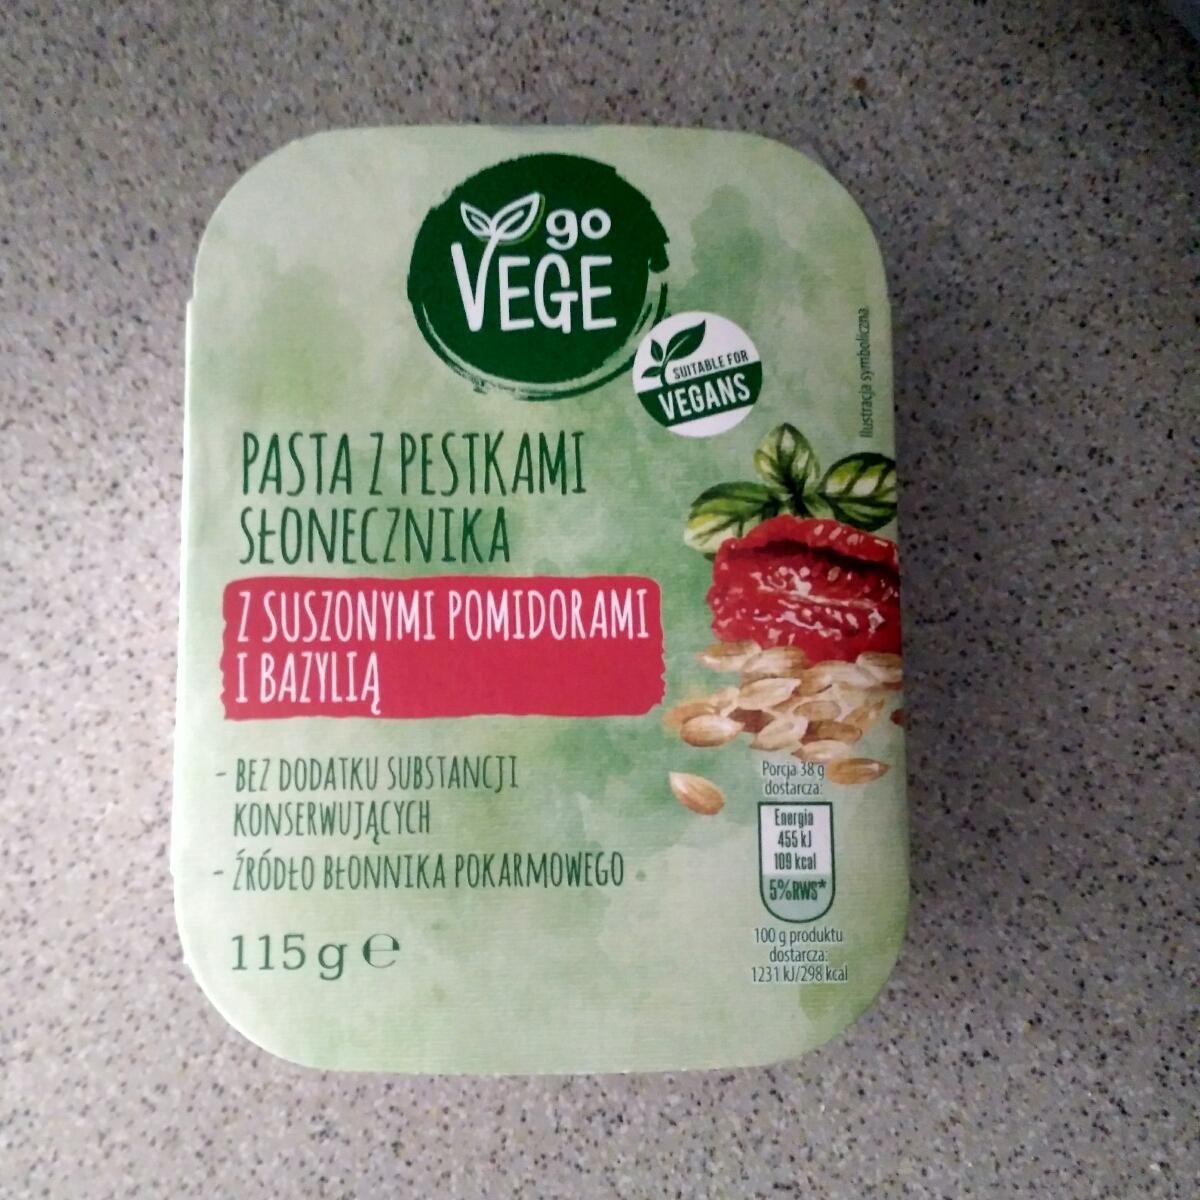 go
VEGE
SUITABLE FOR
VEGANS
Ilustracja symboliczna
PASTA Z PESTKAMI
SŁONECZNIKA
Z SUSZONYMI POMIDORAMI
I BAZYLIĄ
- BEZ DODATKU SUBSTANCJI
KONSERWUJĄCYCH
- ŹRÓDŁO BŁONNIKA POKARMOWEGO
115 g e
Porcja 38 g
dostarcza:
Energia
455 kJ
109 kcal
5%RWS*
100 g produktu
dostarcza:
1231 kJ/298 kcal